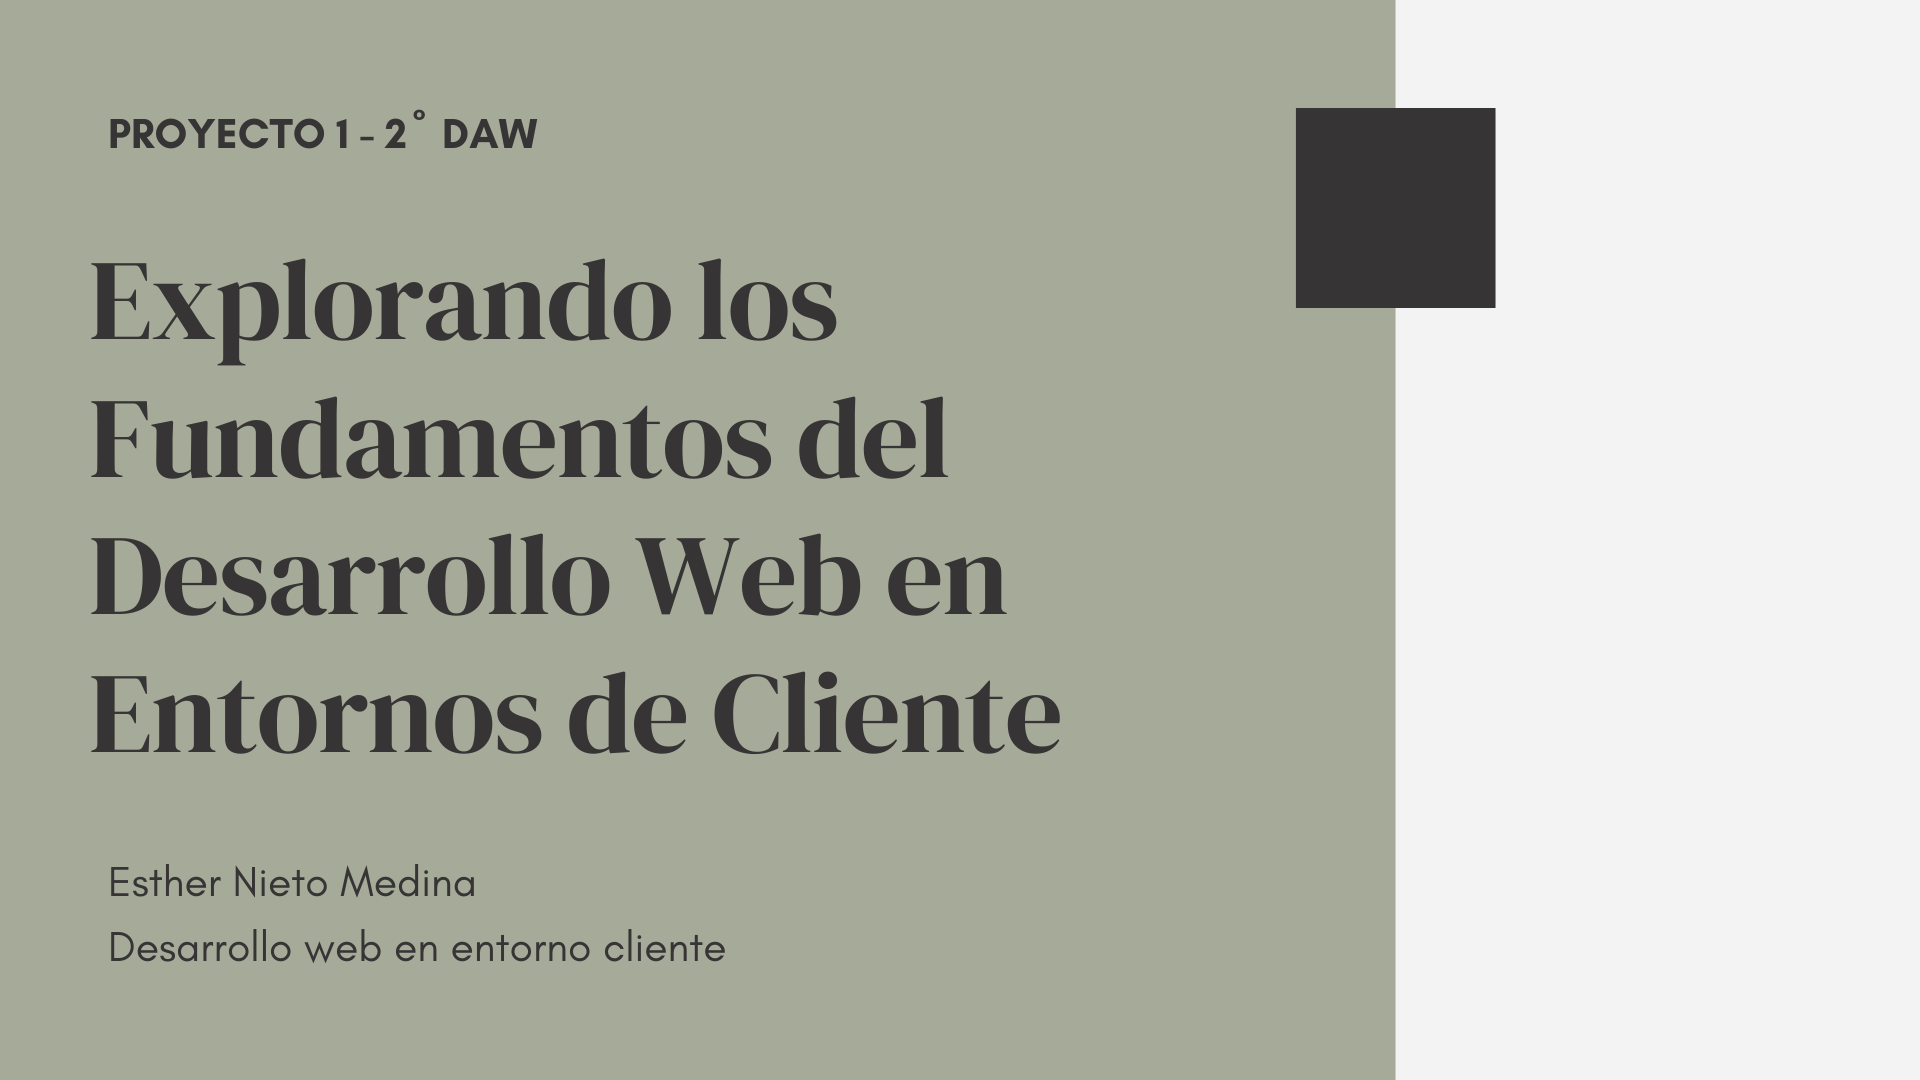 PROYECTO 1 - 2° DAW
Explorando los
Fundamentos del
Desarrollo Web en
Entornos de Cliente
Esther Nieto Medina
Desarrollo web en entorno cliente